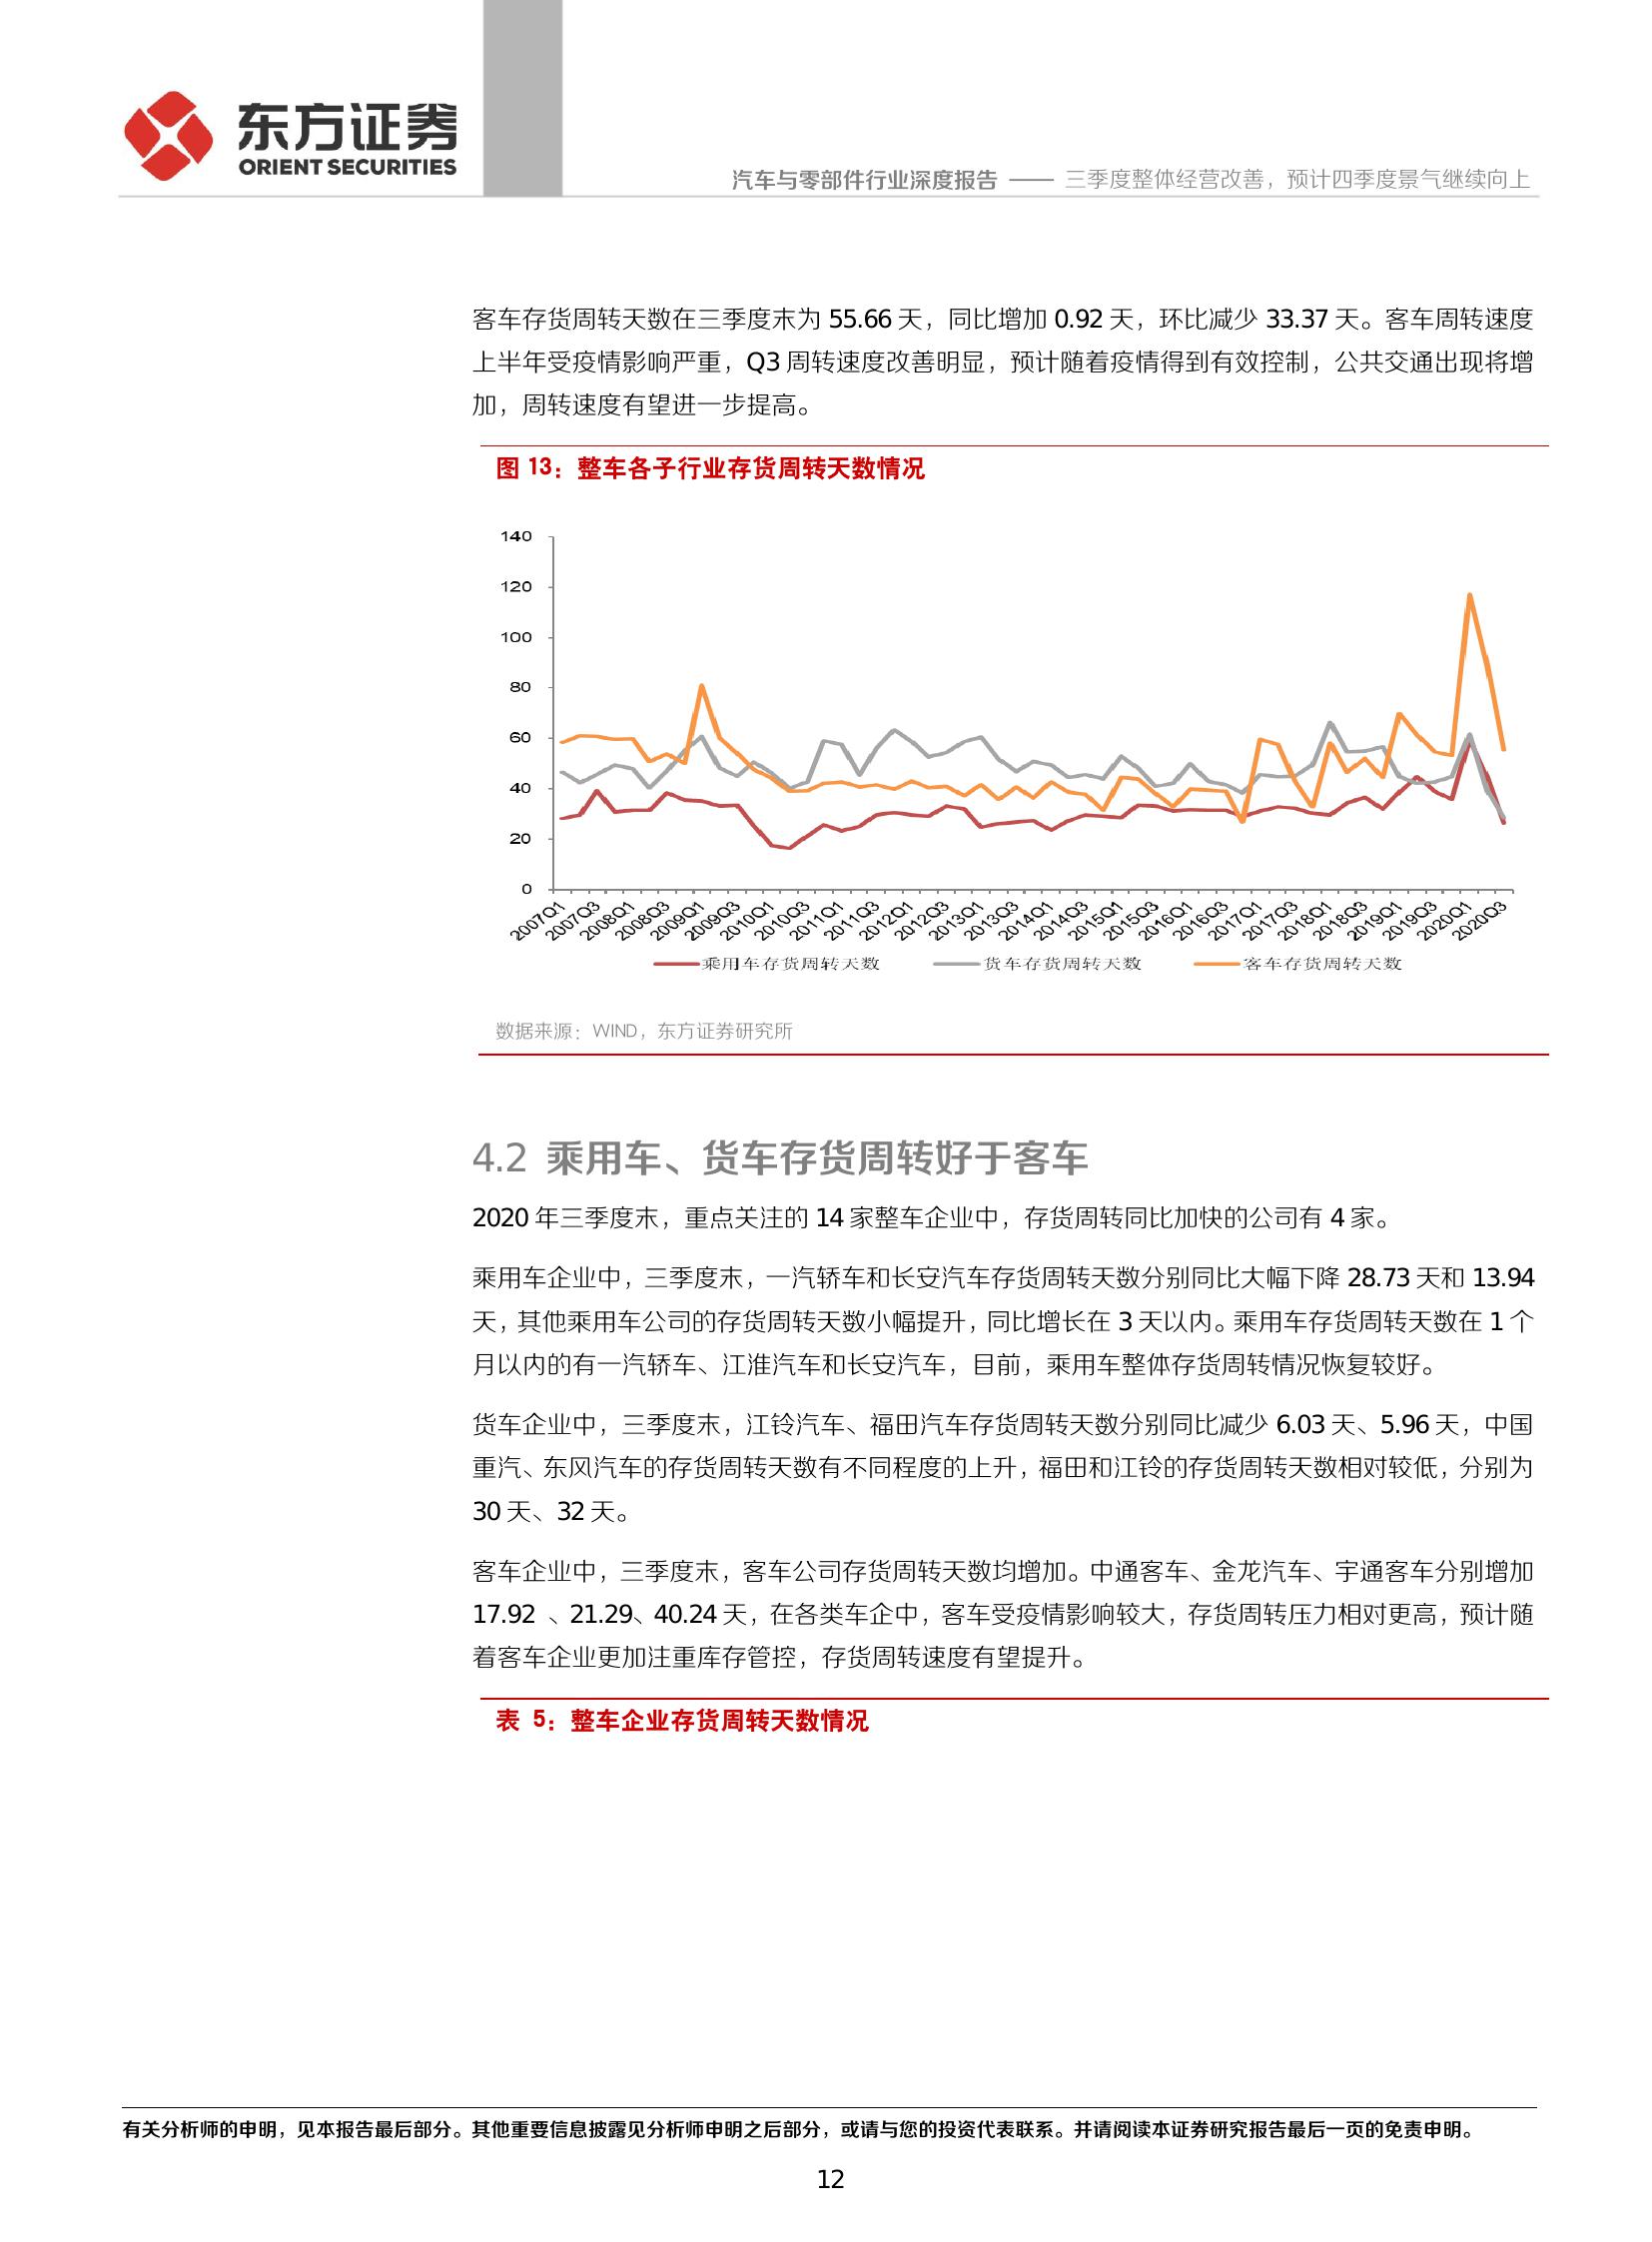 东方证券
ORIENT SECURITIES
汽车与零部件行业深度报告 —— 三季度整体经营改善，预计四季度景气继续向上
客车存货周转天数在三季度末为 55.66 天，同比增加 0.92 天，环比减少 33.37 天。客车周转速度
上半年受疫情影响严重，Q3 周转速度改善明显，预计随着疫情得到有效控制，公共交通出现将增
加，周转速度有望进一步提高。
图 13：整车各子行业存货周转天数情况
140
120
100
80
60
40
20
0
2007Q1 2007Q3 2008Q1 2008Q3 2009Q1 2009Q3 2010Q1 2010Q3 2011Q1 2011Q3 2012Q1 2012Q3 2013Q1 2013Q3 2014Q1 2014Q3 2015Q1 2015Q3 2016Q1 2016Q3 2017Q1 2017Q3 2018Q1 2018Q3 2019Q1 2019Q3 2020Q1 2020Q3
乘用车存货周转天数 货车存货周转天数 客车存货周转天数
数据来源：WIND，东方证券研究所
4.2 乘用车、货车存货周转好于客车
2020 年三季度末，重点关注的 14 家整车企业中，存货周转同比加快的公司有 4 家。
乘用车企业中，三季度末，一汽轿车和长安汽车存货周转天数分别同比大幅下降 28.73 天和 13.94
天，其他乘用车公司的存货周转天数小幅提升，同比增长在 3 天以内。乘用车存货周转天数在 1 个
月以内的有一汽轿车、江淮汽车和长安汽车，目前，乘用车整体存货周转情况恢复较好。
货车企业中，三季度末，江铃汽车、福田汽车存货周转天数分别同比减少 6.03 天、5.96 天，中国
重汽、东风汽车的存货周转天数有不同程度的上升，福田和江铃的存货周转天数相对较低，分别为
30 天、32 天。
客车企业中，三季度末，客车公司存货周转天数均增加。中通客车、金龙汽车、宇通客车分别增加
17.92 、21.29、40.24 天，在各类车企中，客车受疫情影响较大，存货周转压力相对更高，预计随
着客车企业更加注重库存管控，存货周转速度有望提升。
表 5：整车企业存货周转天数情况
有关分析师的申明，见本报告最后部分。其他重要信息披露见分析师申明之后部分，或请与您的投资代表联系。并请阅读本证券研究报告最后一页的免责申明。
12